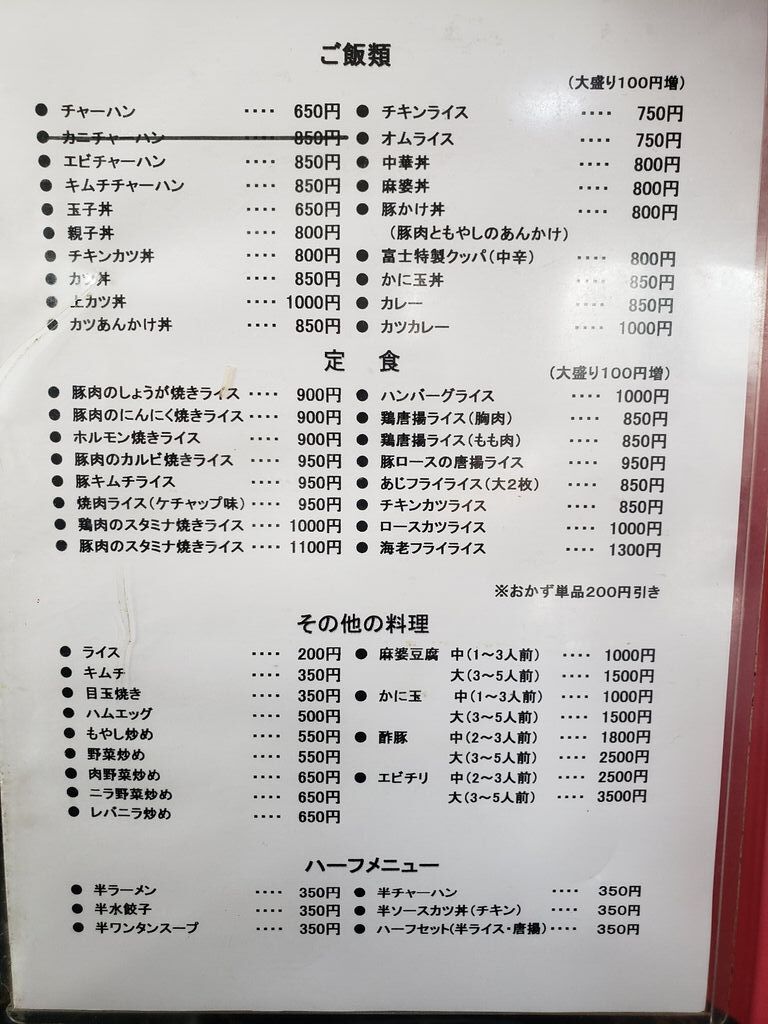 ご飯類
（大盛り100円増）
● チャーハン ････ 650円
● カニチャーハン ････ 850円
● エビチャーハン ････ 850円
● キムチチャーハン ････ 850円
● 玉子丼 ････ 650円
● 親子丼 ････ 800円
● チキンカツ丼 ････ 800円
● カツ丼 ････ 850円
● 上カツ丼 ････ 1000円
● カツあんかけ丼 ････ 850円
● チキンライス ････ 750円
● オムライス ････ 750円
● 中華丼 ････ 800円
● 麻婆丼 ････ 800円
● 豚かけ丼 ････ 800円
（豚肉ともやしのあんかけ）
● 富士特製クッパ（中辛） ････ 800円
● かに玉丼 ････ 850円
● カレー ････ 850円
● カツカレー ････ 1000円
定　食
（大盛り100円増）
● 豚肉のしょうが焼きライス ････ 900円
● 豚肉のにんにく焼きライス ････ 900円
● ホルモン焼きライス ････ 900円
● 豚肉のカルビ焼きライス ････ 950円
● 豚キムチライス ････ 950円
● 焼肉ライス（ケチャップ味） ････ 950円
● 鶏肉のスタミナ焼きライス ････ 1000円
● 豚肉のスタミナ焼きライス ････ 1100円
● ハンバーグライス ････ 1000円
● 鶏唐揚ライス（胸肉） ････ 850円
● 鶏唐揚ライス（もも肉） ････ 850円
● 豚ロースの唐揚ライス ････ 950円
● あじフライライス（大２枚） ････ 850円
● チキンカツライス ････ 850円
● ロースカツライス ････ 1000円
● 海老フライライス ････ 1300円
※おかず単品200円引き
その他の料理
● ライス ････ 200円
● キムチ ････ 350円
● 目玉焼き ････ 350円
● ハムエッグ ････ 500円
● もやし炒め ････ 550円
● 野菜炒め ････ 550円
● 肉野菜炒め ････ 650円
● ニラ野菜炒め ････ 650円
● レバニラ炒め ････ 650円
● 麻婆豆腐 中（1～3人前） ････ 1000円
大（3～5人前） ････ 1500円
● かに玉 中（1～3人前） ････ 1000円
大（3～5人前） ････ 1500円
● 酢豚 中（2～3人前） ････ 1800円
大（3～5人前） ････ 2500円
● エビチリ 中（2～3人前） ････ 2500円
大（3～5人前） ････ 3500円
ハーフメニュー
● 半ラーメン ････ 350円
● 半水餃子 ････ 350円
● 半ワンタンスープ ････ 350円
● 半チャーハン ････ 350円
● 半ソースカツ丼（チキン） ････ 350円
● ハーフセット(半ライス・唐揚) ････ 350円